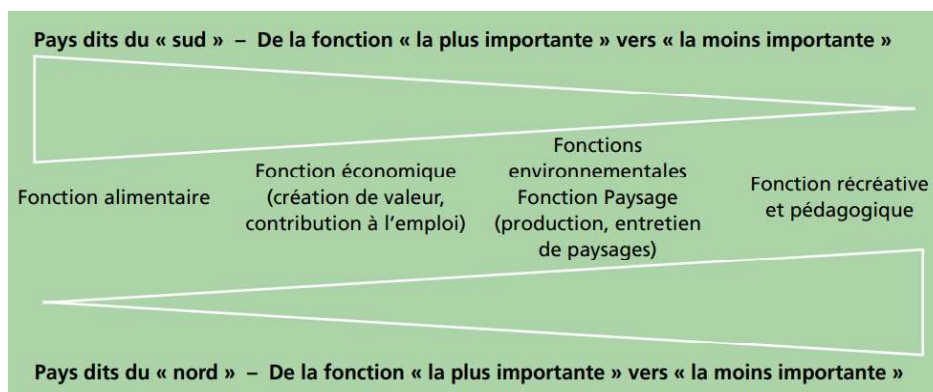 Pays dits du « sud » – De la fonction « la plus importante » vers « la moins importante »
Fonction alimentaire
Fonction économique
(création de valeur,
contribution à l’emploi)
Fonctions
environnementales
Fonction Paysage
(production, entretien
de paysages)
Fonction récréative
et pédagogique
Pays dits du « nord » – De la fonction « la plus importante » vers « la moins importante »